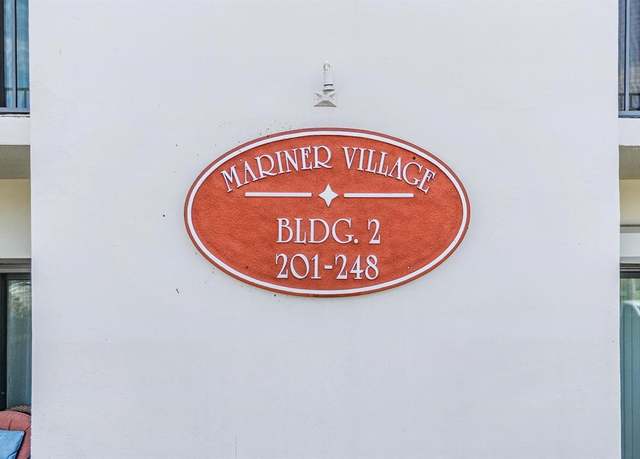 MARINER VILLAGE
BLDG. 2
201-248